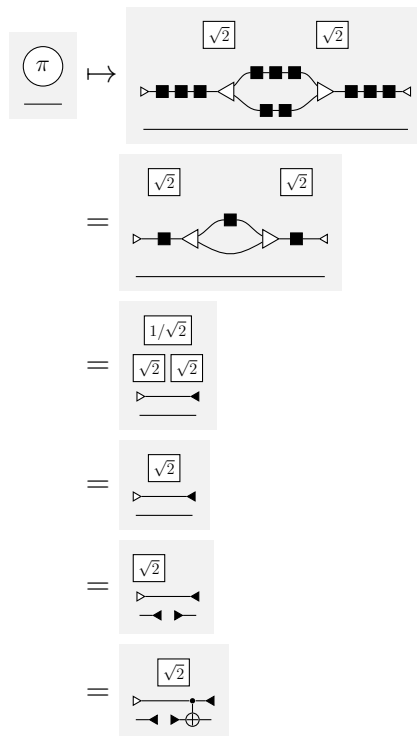 √2 √2
π ↦
= √2 √2
1/√2
= √2 √2
= √2
= √2
= √2